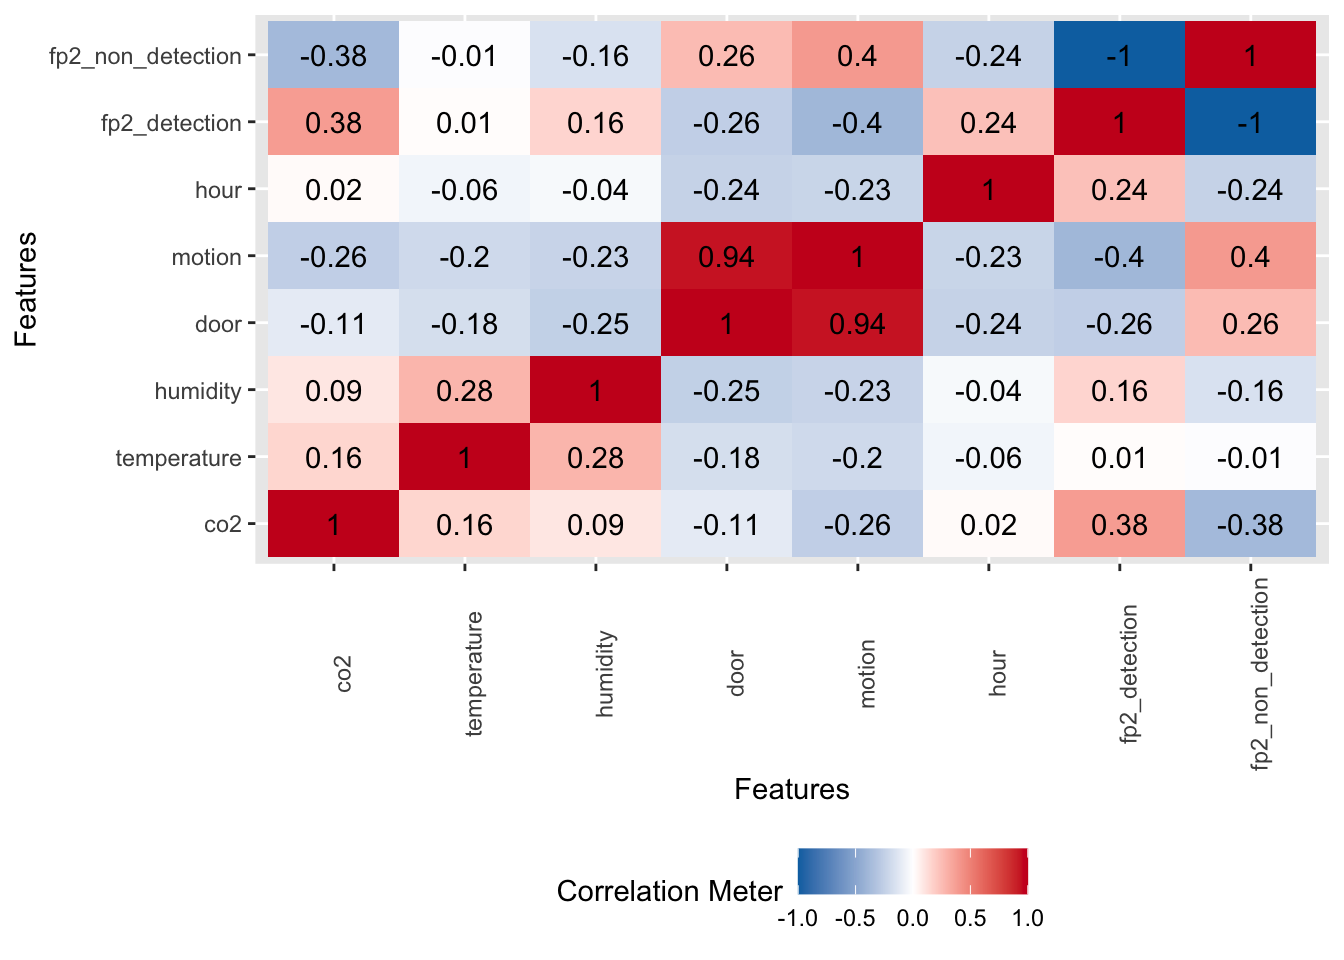 fp2_non_detection -0.38 -0.01 -0.16 0.26 0.4 -0.24 -1 1
fp2_detection 0.38 0.01 0.16 -0.26 -0.4 0.24 1 -1
hour 0.02 -0.06 -0.04 -0.24 -0.23 1 0.24 -0.24
motion -0.26 -0.2 -0.23 0.94 1 -0.23 -0.4 0.4
door -0.11 -0.18 -0.25 1 0.94 -0.24 -0.26 0.26
humidity 0.09 0.28 1 -0.25 -0.23 -0.04 0.16 -0.16
temperature 0.16 1 0.28 -0.18 -0.2 -0.06 0.01 -0.01
co2 1 0.16 0.09 -0.11 -0.26 0.02 0.38 -0.38
Features
co2 temperature humidity door motion hour fp2_detection fp2_non_detection
Features
Correlation Meter
-1.0 -0.5 0.0 0.5 1.0